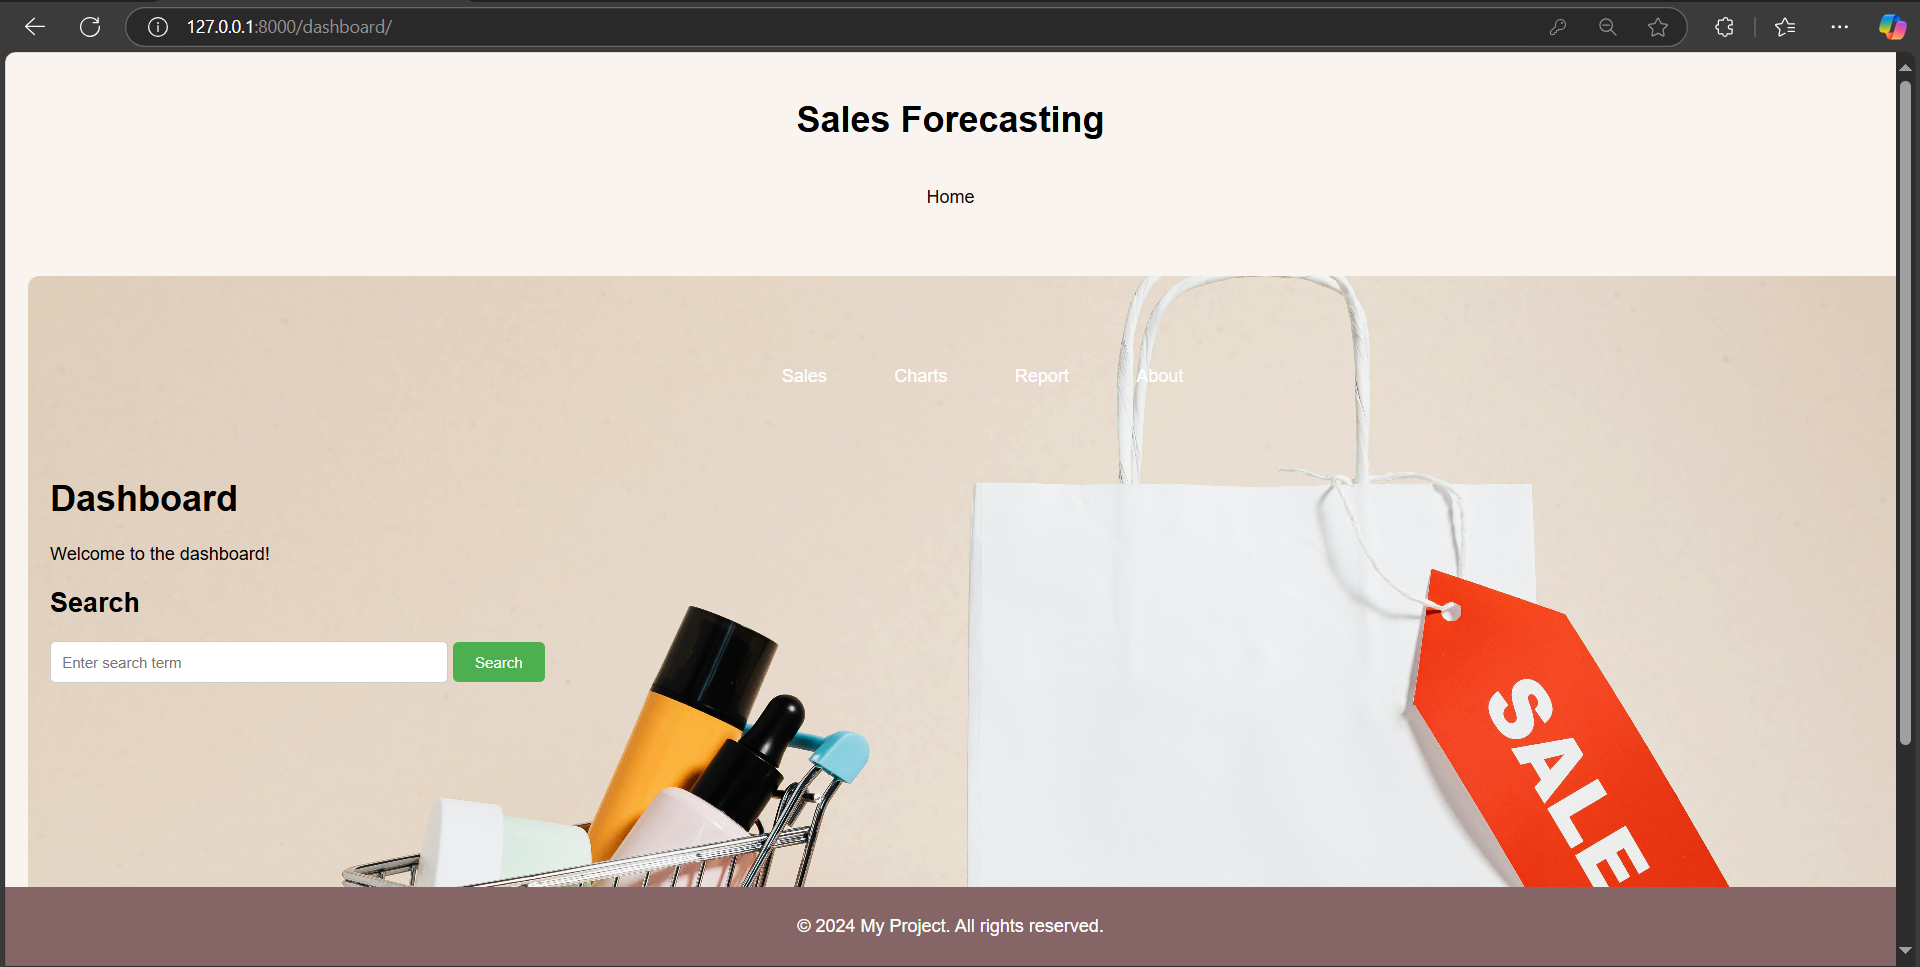 127.0.0.1:8000/dashboard/
Sales Forecasting
Home
Sales Charts Report About
Dashboard
Welcome to the dashboard!
Search
Enter search term Search
SALE
© 2024 My Project. All rights reserved.